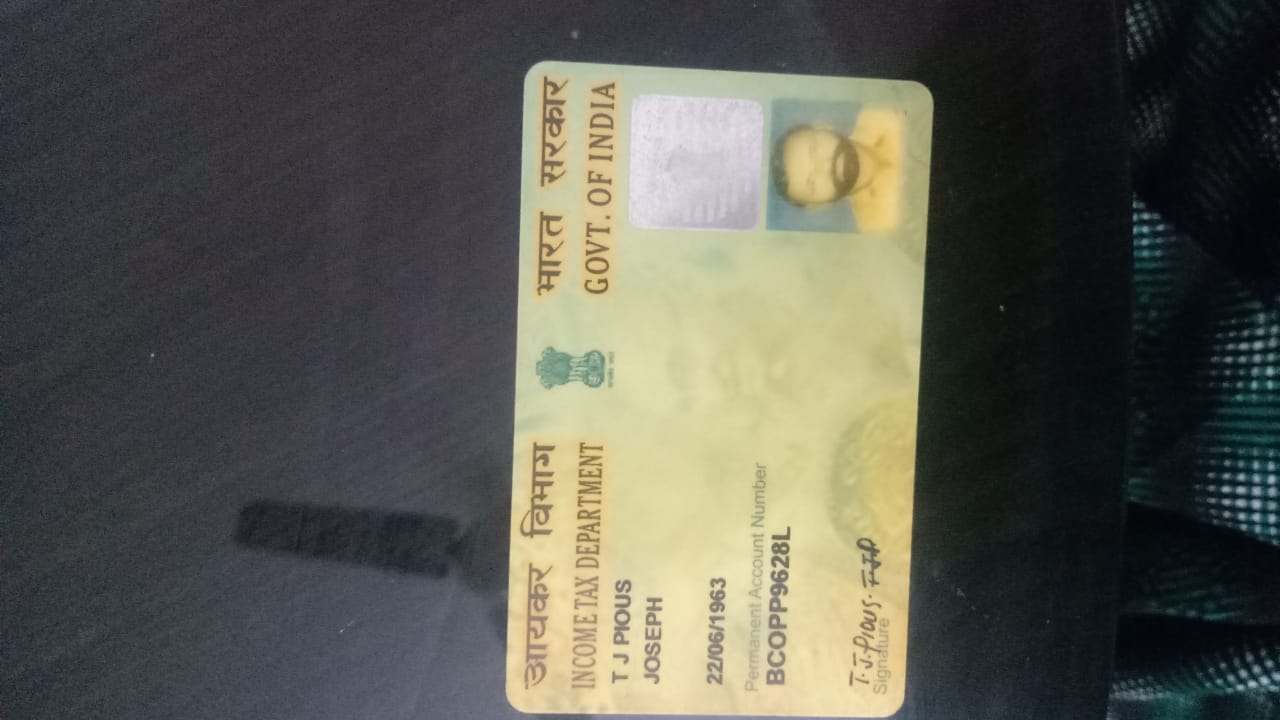 आयकर विभाग
INCOME TAX DEPARTMENT
भारत सरकार
GOVT. OF INDIA
T J PIOUS
JOSEPH
22/06/1963
Permanent Account Number
BCOPP9628L
T.J.PIOUS.
Signature